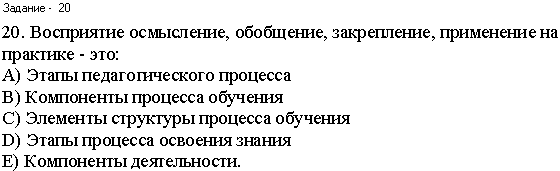 Задание - 20
20. Восприятие осмысление, обобщение, закрепление, применение на
практике - это:
A) Этапы педагогического процесса
B) Компоненты процесса обучения
C) Элементы структуры процесса обучения
D) Этапы процесса освоения знания
E) Компоненты деятельности.